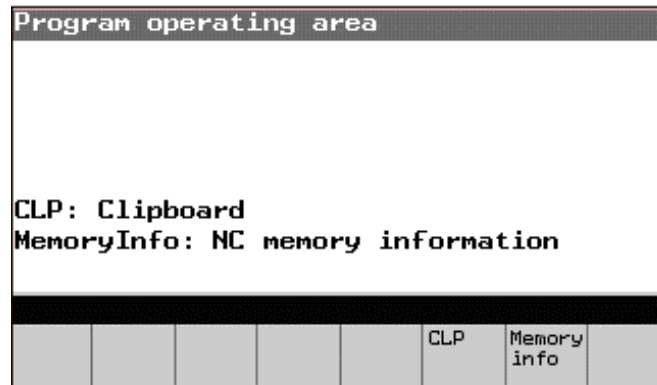 Program operating area
CLP: Clipboard
MemoryInfo: NC memory information
CLP
Memory
info